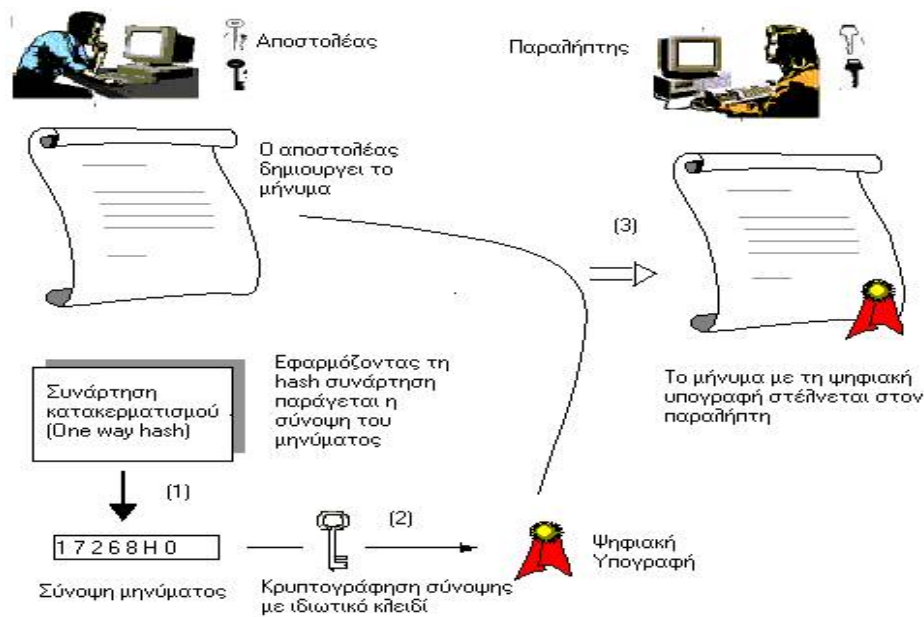 Αποστολέας
Παραλήπτης
Ο αποστολέας
δημιουργει το
μήνυμα
(3)
Συνάρτηση
κατακερματισμού
(One way hash)
Εφαρμόζοντας τη
hash συνάρτηση
παράγεται η
σύνοψη του
μηνύματος
Το μήνυμα με τη ψηφιακή
υπογραφή στέλνεται στον
παραλήπτη
(1)
17268H0
Σύνοψη μηνύματος
(2)
Κρυπτογράφηση σύνοψης
με ιδιωτικό κλειδί
Ψηφιακή
Υπογραφή